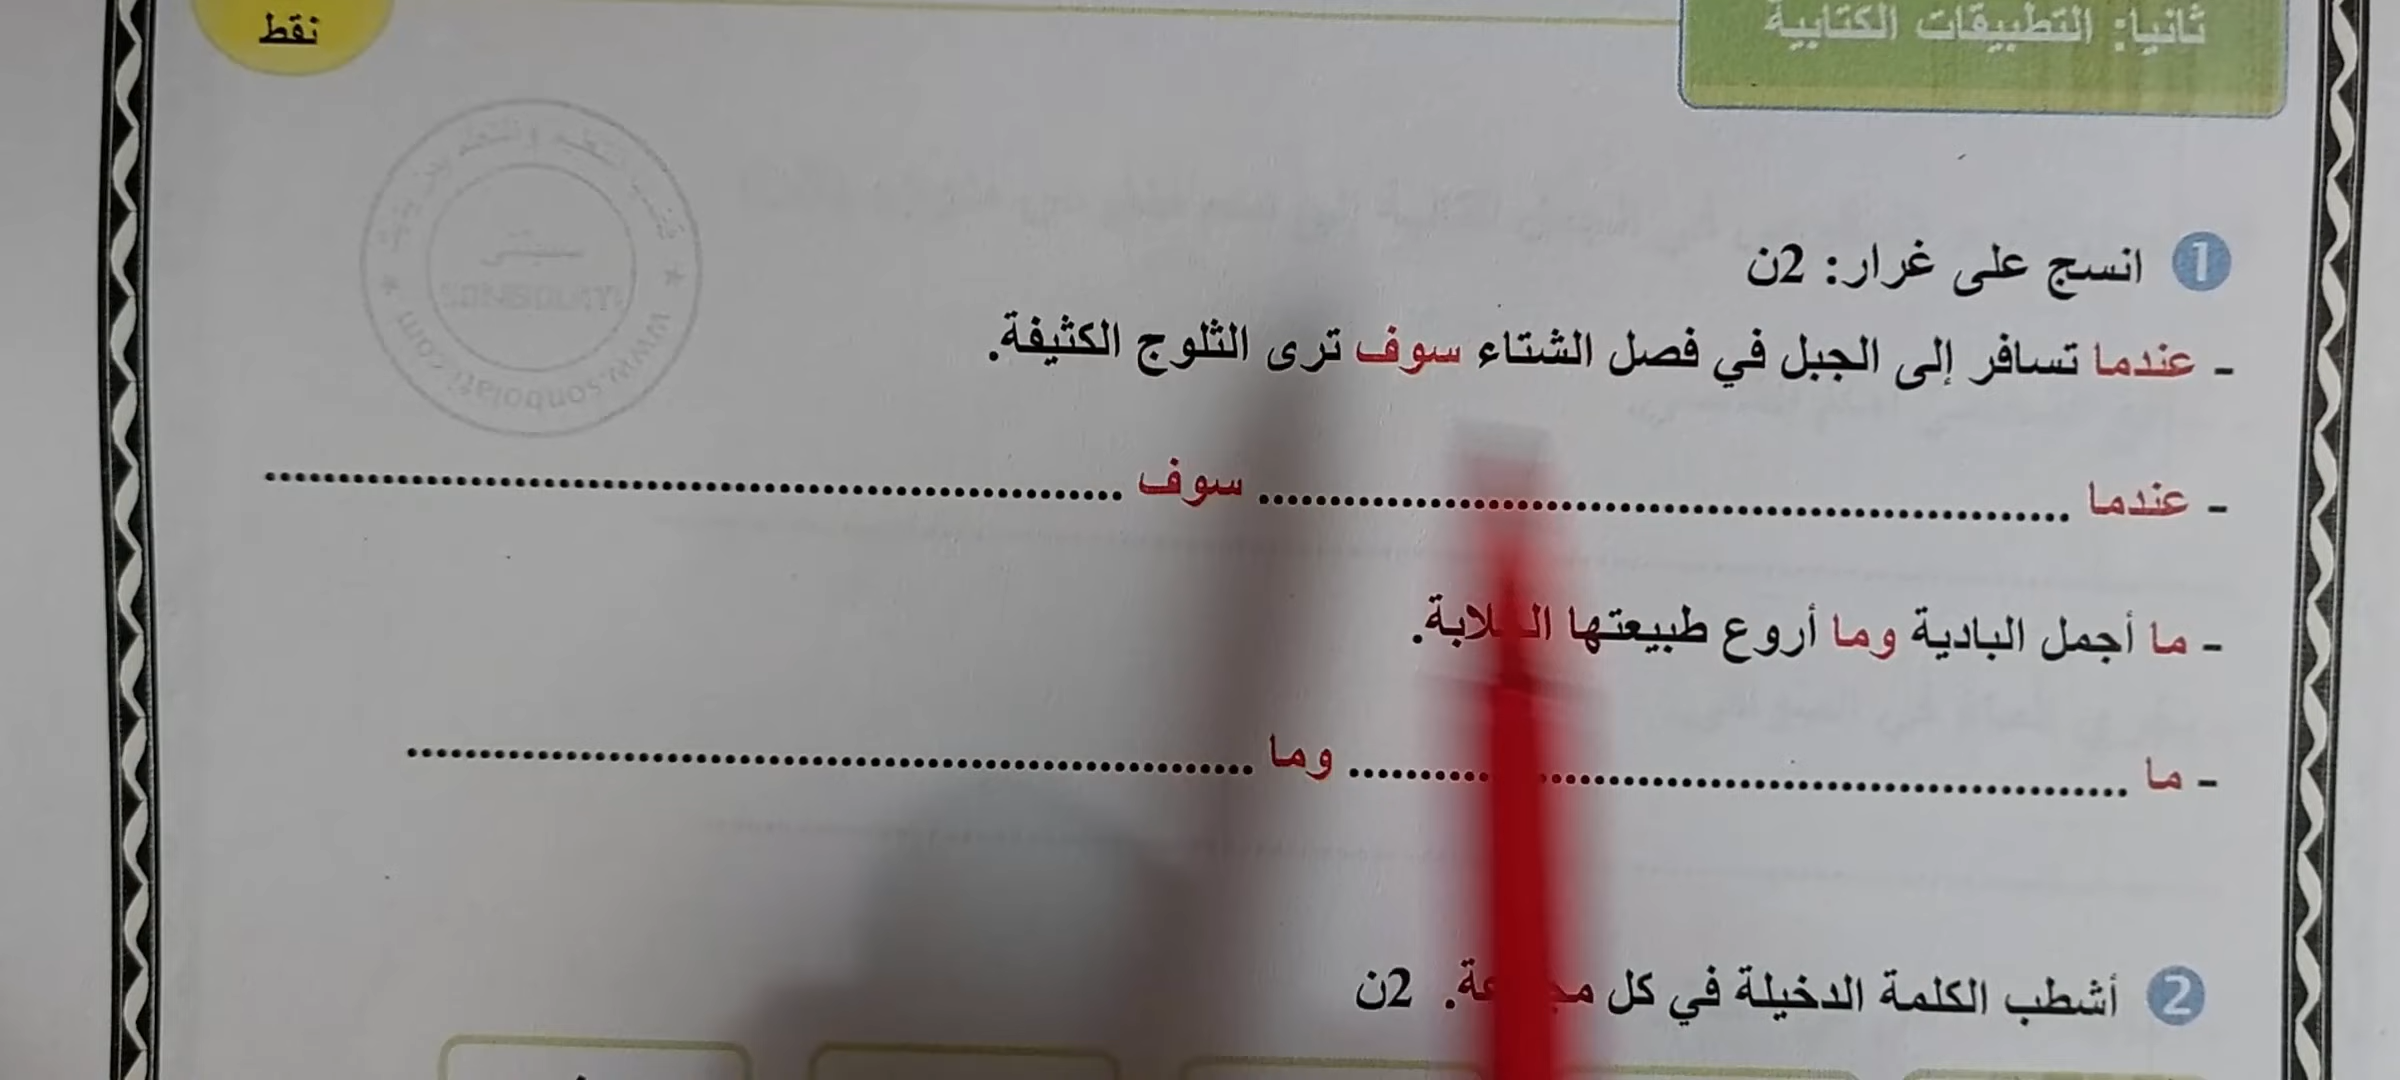 ثانيا: التطبيقات الكتابية
نقط
1 انسج على غرار: 2ن
- عندما تسافر إلى الجبل في فصل الشتاء سوف ترى الثلوج الكثيفة.
- عندما ........................ سوف ........................
- ما أجمل البادية وما أروع طبيعتها
- ما ........................ وما ........................
2 أشطب الكلمة الدخيلة في كل 2ن